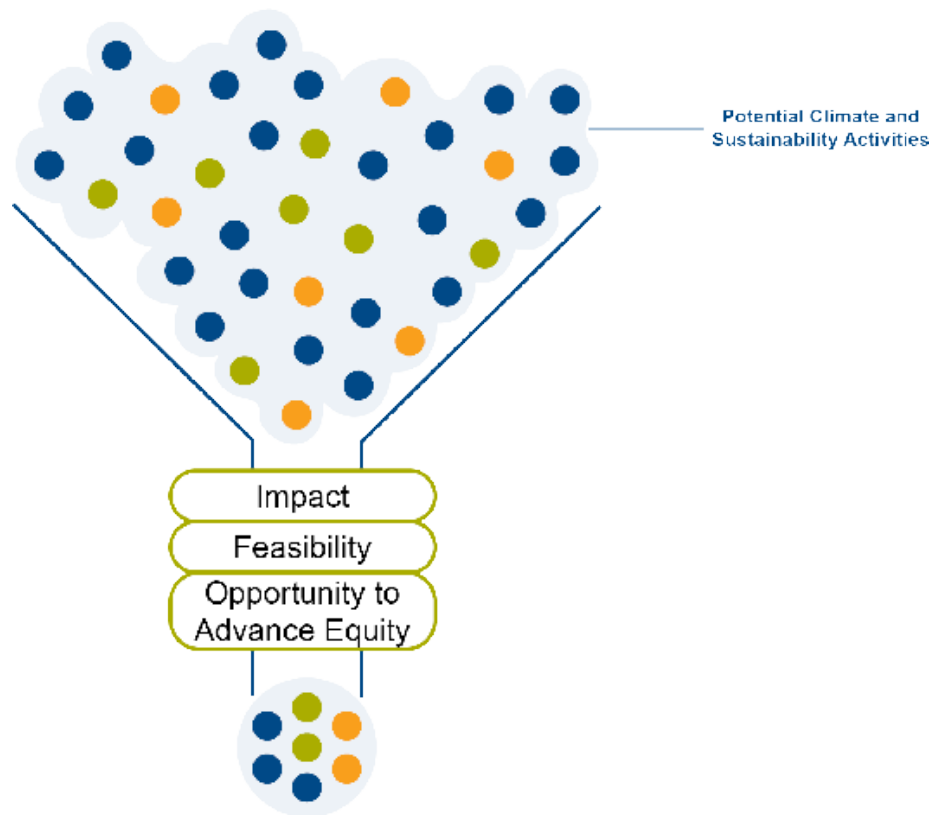 Potential Climate and
Sustainability Activities
Impact
Feasibility
Opportunity to
Advance Equity